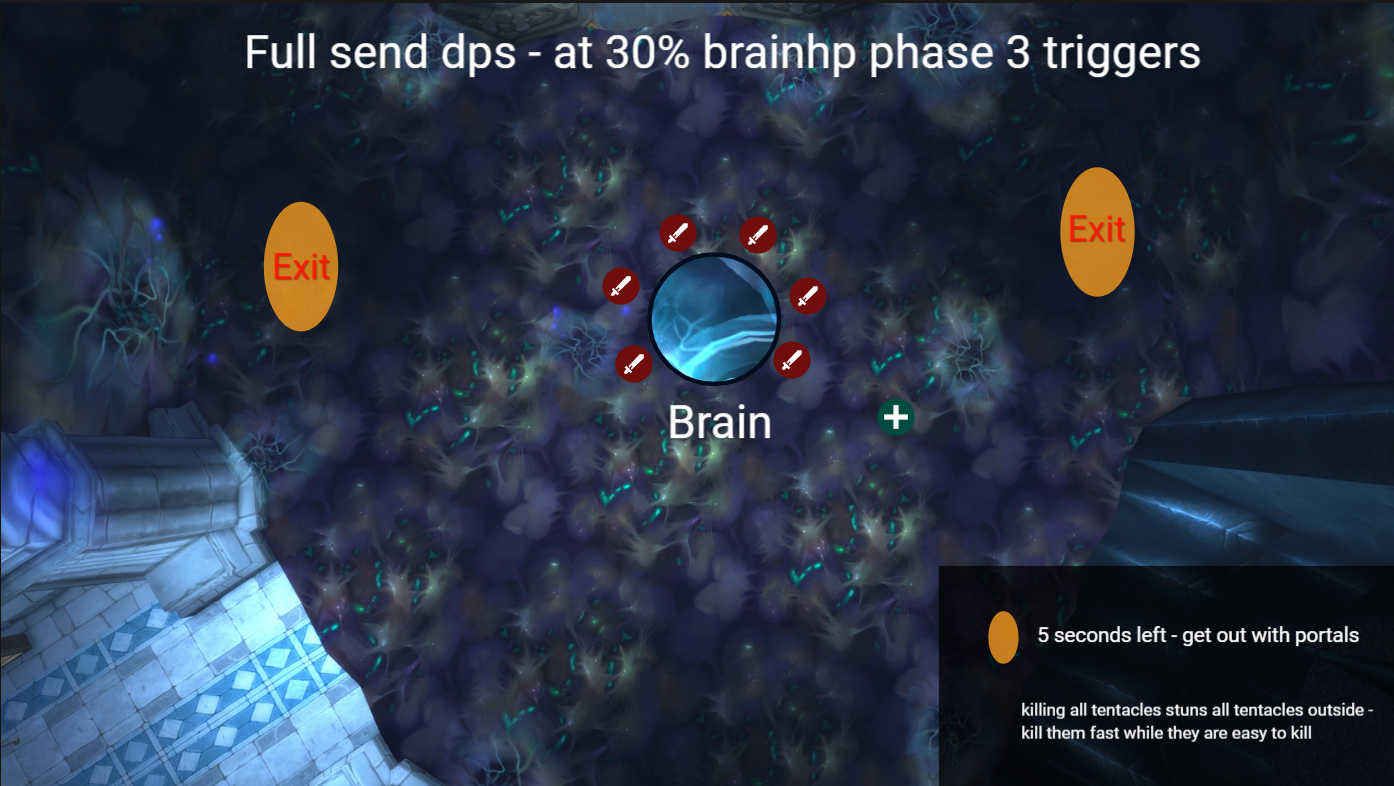 Full send dps - at 30% brainhp phase 3 triggers
Exit
Exit
Brain
5 seconds left - get out with portals
killing all tentacles stuns all tentacles outside -
kill them fast while they are easy to kill